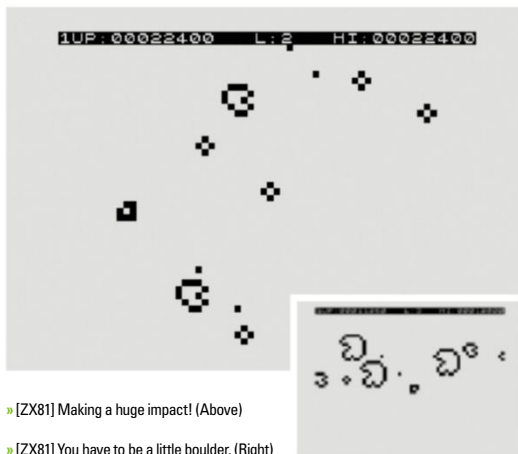 1UP:00022400 L:2 HI:00022400
» [ZX81] Making a huge impact! (Above)
» [ZX81] You have to be a little boulder. (Right)